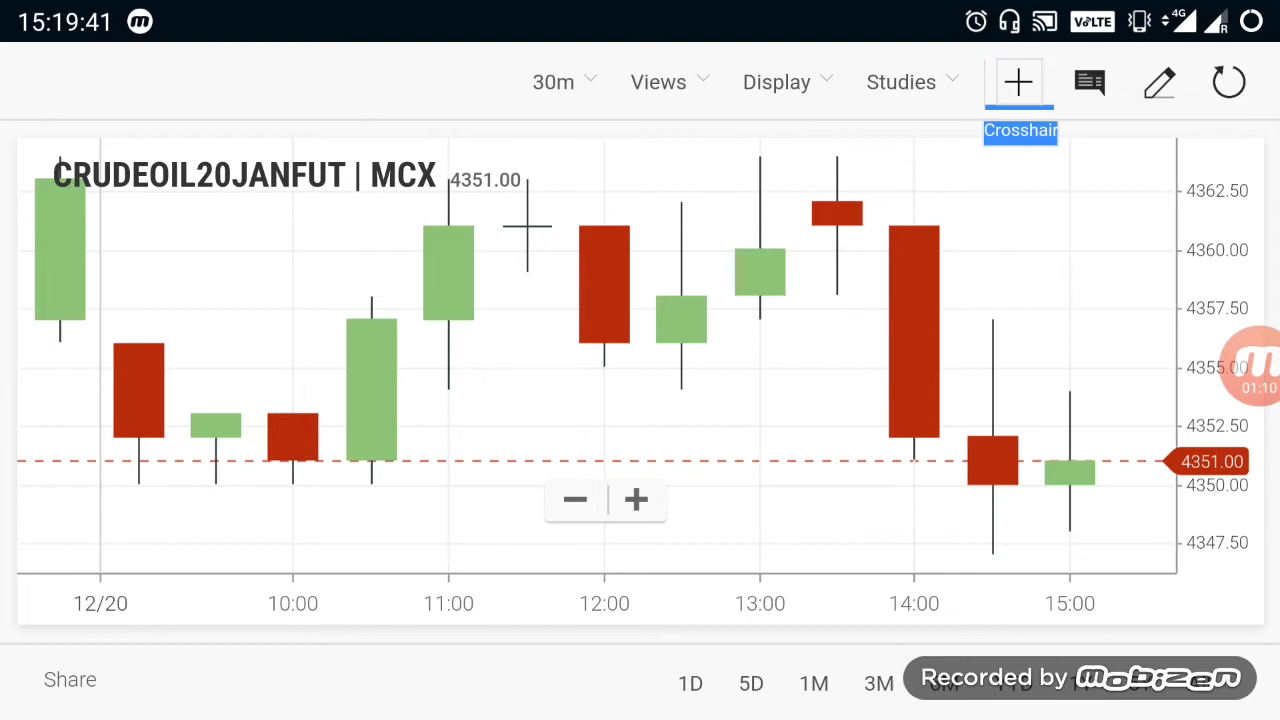 15:19:41
VoLTE 4G R
30m Views Display Studies
Crosshair
CRUDEOIL20JANFUT | MCX 4351.00
4362.50
4360.00
4357.50
4355.00
01:10
4352.50
4351.00
4350.00
4347.50
12/20 10:00 11:00 12:00 13:00 14:00 15:00
Share 1D 5D 1M 3M
Recorded by mobizen